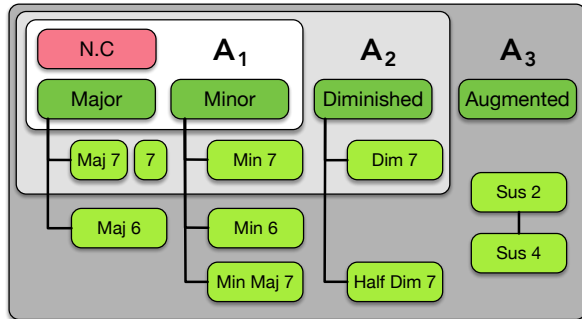 N.C A1 A2 A3
Major Minor Diminished Augmented
Maj 7 7 Min 7 Dim 7
Sus 2
Maj 6 Min 6
Sus 4
Min Maj 7 Half Dim 7